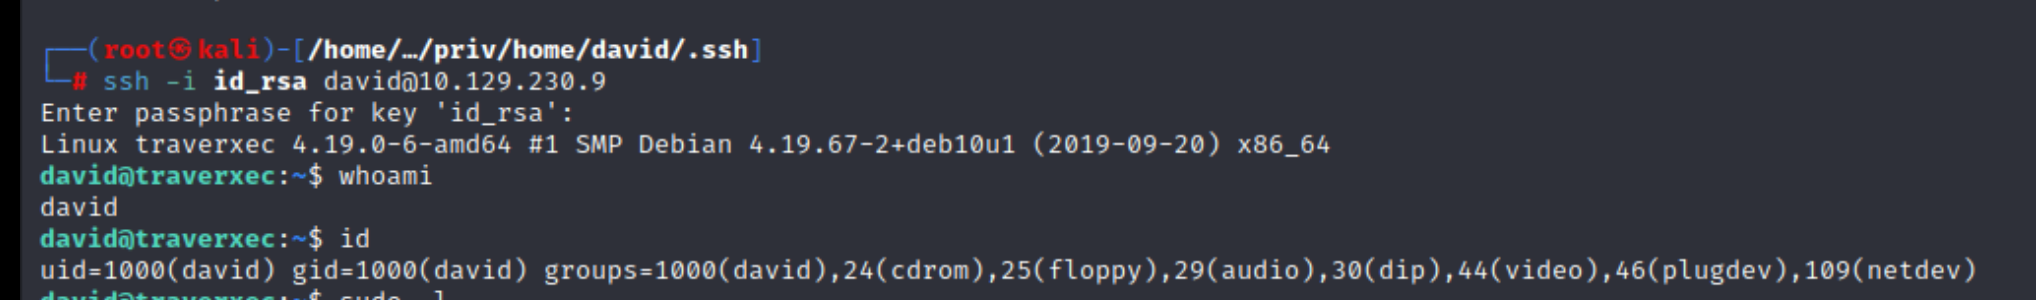 ┌──(root㉿kali)-[/home/…/priv/home/david/.ssh]
└─# ssh -i id_rsa david@10.129.230.9
Enter passphrase for key 'id_rsa':
Linux traverxec 4.19.0-6-amd64 #1 SMP Debian 4.19.67-2+deb10u1 (2019-09-20) x86_64
david@traverxec:~$ whoami
david
david@traverxec:~$ id
uid=1000(david) gid=1000(david) groups=1000(david),24(cdrom),25(floppy),29(audio),30(dip),44(video),46(plugdev),109(netdev)
david@traverxec:~$ sudo